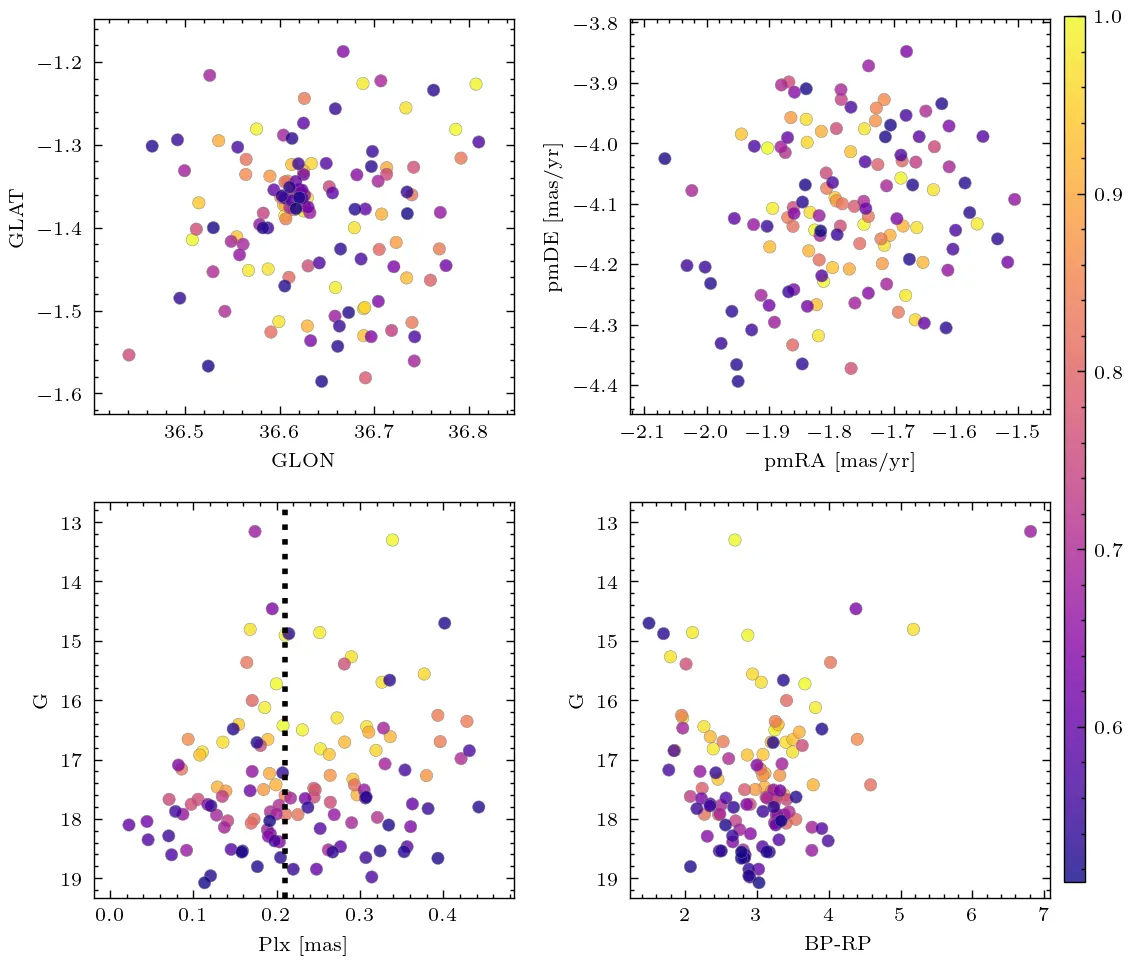 −1.2
−1.3
−1.4
−1.5
−1.6
GLAT
36.5 36.6 36.7 36.8
GLON
−3.8
−3.9
−4.0
−4.1
−4.2
−4.3
−4.4
pmDE [mas/yr]
−2.1 −2.0 −1.9 −1.8 −1.7 −1.6 −1.5
pmRA [mas/yr]
13
14
15
16
17
18
19
G
0.0 0.1 0.2 0.3 0.4
Plx [mas]
13
14
15
16
17
18
19
G
2 3 4 5 6 7
BP-RP
1.0
0.9
0.8
0.7
0.6